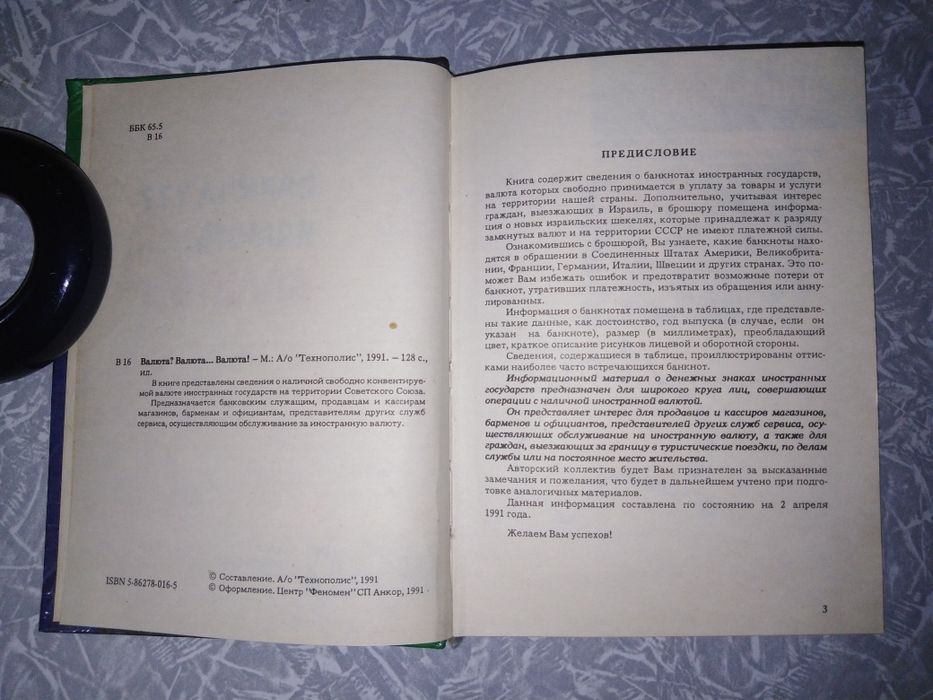 ББК 65.5
В 16
В 16 Валюта? Валюта... Валюта! – М.: А/о "Технополис", 1991. – 128 с.,
ил.
В книге представлены сведения о наличной свободно конвентируе-
мой валюте иностранных государств на территории Советского Союза.
Предназначается банковским служащим, продавцам и кассирам
магазинов, барменам и официантам, представителям других служб
сервиса, осуществляющим обслуживание за иностранную валюту.
ISBN 5-86278-016-5
© Составление. А/о "Технополис", 1991
© Оформление. Центр "Феномен" СП Анкор, 1991
ПРЕДИСЛОВИЕ
Книга содержит сведения о банкнотах иностранных государств,
валюта которых свободно принимается в уплату за товары и услуги
на территории нашей страны. Дополнительно, учитывая интерес
граждан, выезжающих в Израиль, в брошюру помещена информа-
ция о новых израильских шекелях, которые принадлежат к разряду
замкнутых валют и на территории СССР не имеют платежной силы.
Ознакомившись с брошюрой, Вы узнаете, какие банкноты нахо-
дятся в обращении в Соединенных Штатах Америки, Великобрита-
нии, Франции, Германии, Италии, Швеции и других странах. Это по-
может Вам избежать ошибок и предотвратит возможные потери от
банкнот, утративших платежность, изъятых из обращения или анну-
лированных.
Информация о банкнотах помещена в таблицах, где представле-
ны такие данные, как достоинство, год выпуска (в случае, если он
указан на банкноте), размер (в миллиметрах), преобладающий
цвет, краткое описание рисунков лицевой и оборотной стороны.
Сведения, содержащиеся в таблице, проиллюстрированы оттис-
ками наиболее часто встречающихся банкнот.
Информационный материал о денежных знаках иностранных
государств предназначен для широкого круга лиц, совершающих
операции с наличной иностранной валютой.
Он представляет интерес для продавцов и кассиров магазинов,
барменов и официантов, представителей других служб сервиса, осу-
ществляющих обслуживание на иностранную валюту, а также для
граждан, выезжающих за границу в туристические поездки, по делам
службы или на постоянное место жительства.
Авторский коллектив будет Вам признателен за высказанные
замечания и пожелания, что будет в дальнейшем учтено при подго-
товке аналогичных материалов.
Данная информация составлена по состоянию на 2 апреля
1991 года.
Желаем Вам успехов!
3